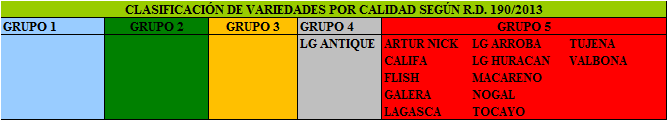 CLASIFICACIÓN DE VARIEDADES POR CALIDAD SEGÚN R.D. 190/2013
GRUPO 1 GRUPO 2 GRUPO 3 GRUPO 4 GRUPO 5
LG ANTIQUE ARTUR NICK LG ARROBA TUJENA
CALIFA LG HURACAN VALBONA
FLISH MACARENO
GALERA NOGAL
LAGASCA TOCAYO